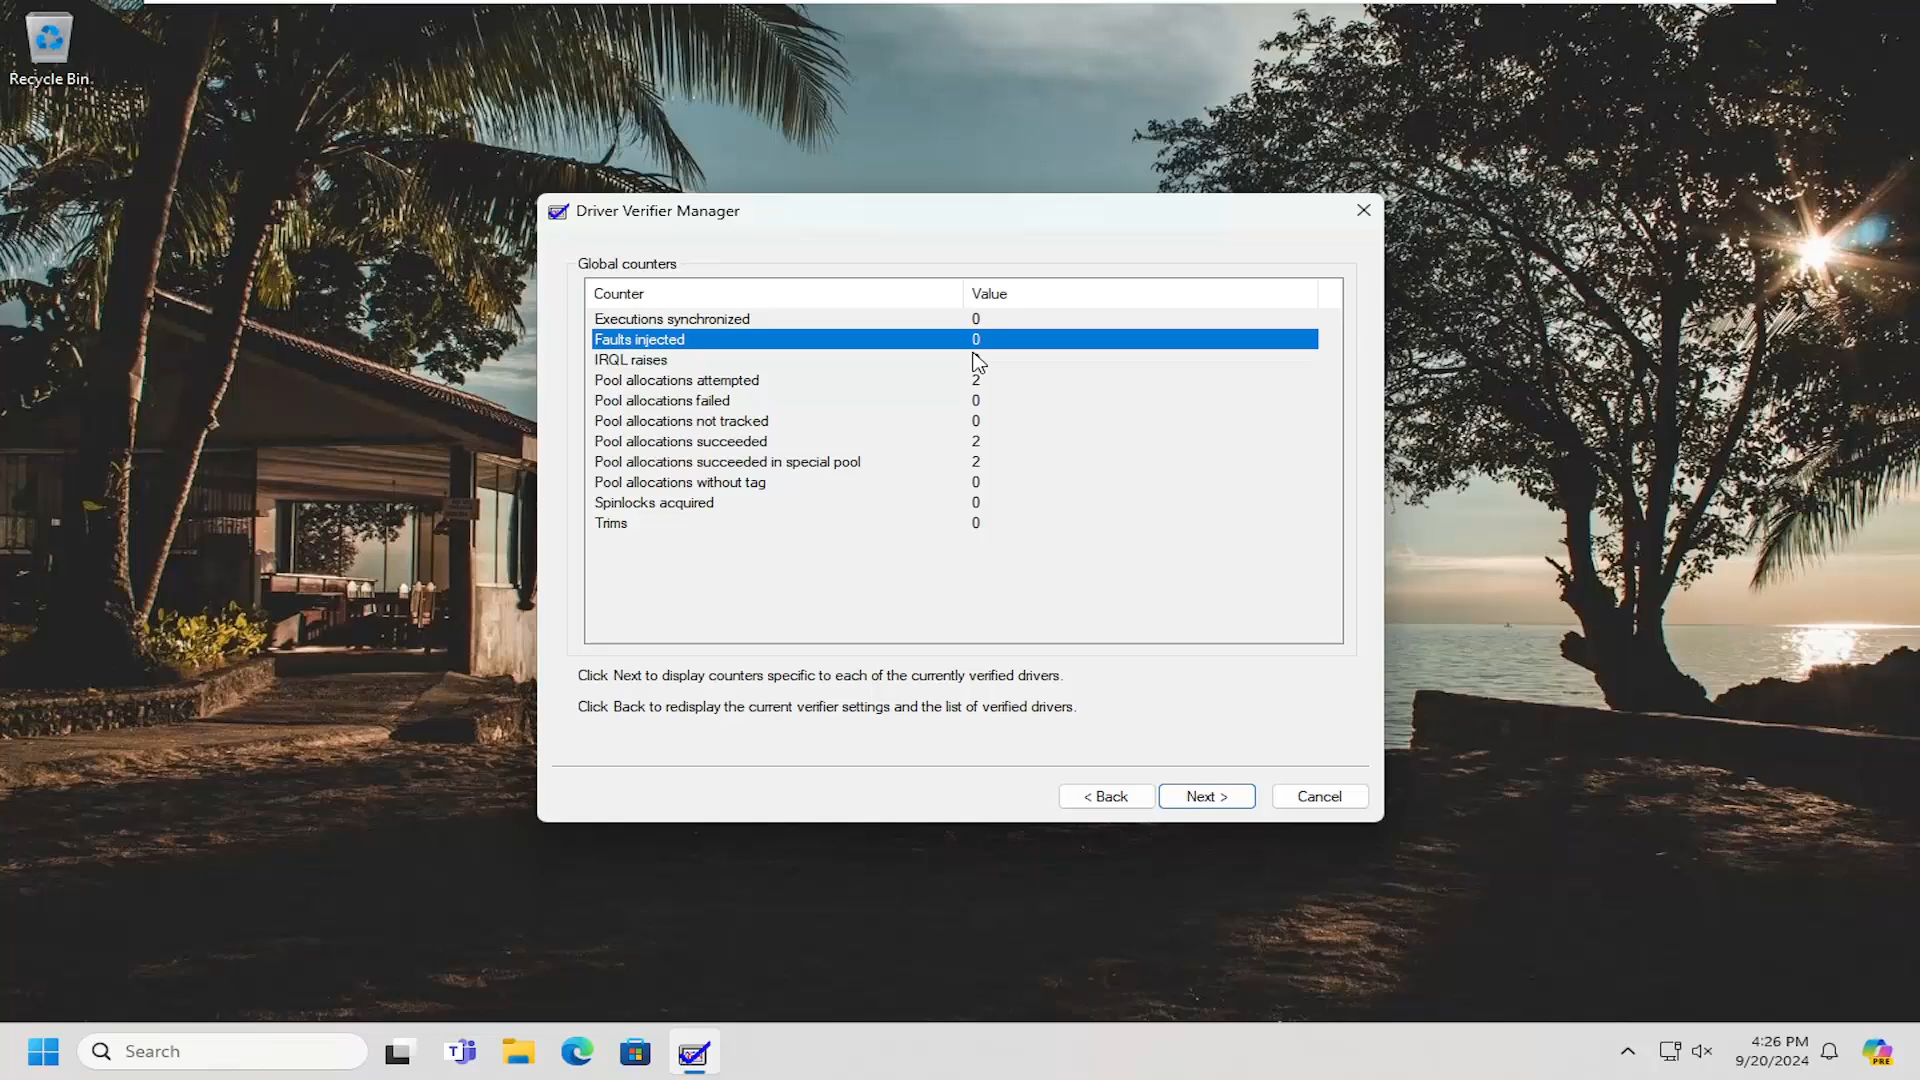 Recycle Bin
Driver Verifier Manager
Global counters
Counter Value
Executions synchronized 0
Faults injected 0
IRQL raises
Pool allocations attempted 2
Pool allocations failed 0
Pool allocations not tracked 0
Pool allocations succeeded 2
Pool allocations succeeded in special pool 2
Pool allocations without tag 0
Spinlocks acquired 0
Trims 0
Click Next to display counters specific to each of the currently verified drivers.
Click Back to redisplay the current verifier settings and the list of verified drivers.
< Back Next > Cancel
Search
4:26 PM
9/20/2024
PRE